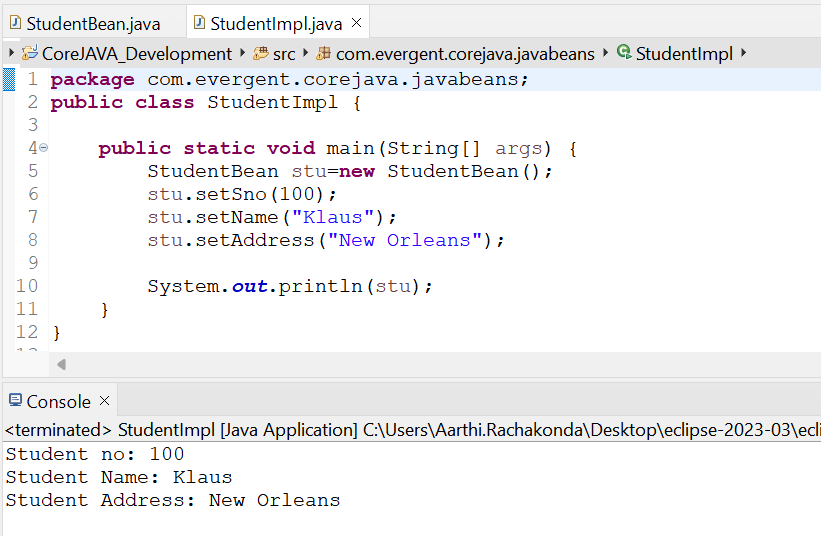 StudentBean.java StudentImpl.java
CoreJAVA_Development src com.evergent.corejava.javabeans StudentImpl
1 package com.evergent.corejava.javabeans;
2 public class StudentImpl {
3
4 public static void main(String[] args) {
5 StudentBean stu=new StudentBean();
6 stu.setSno(100);
7 stu.setName("Klaus");
8 stu.setAddress("New Orleans");
9
10 System.out.println(stu);
11 }
12 }
Console
<terminated> StudentImpl [Java Application] C:\Users\Aarthi.Rachakonda\Desktop\eclipse-2023-03\ecli
Student no: 100
Student Name: Klaus
Student Address: New Orleans